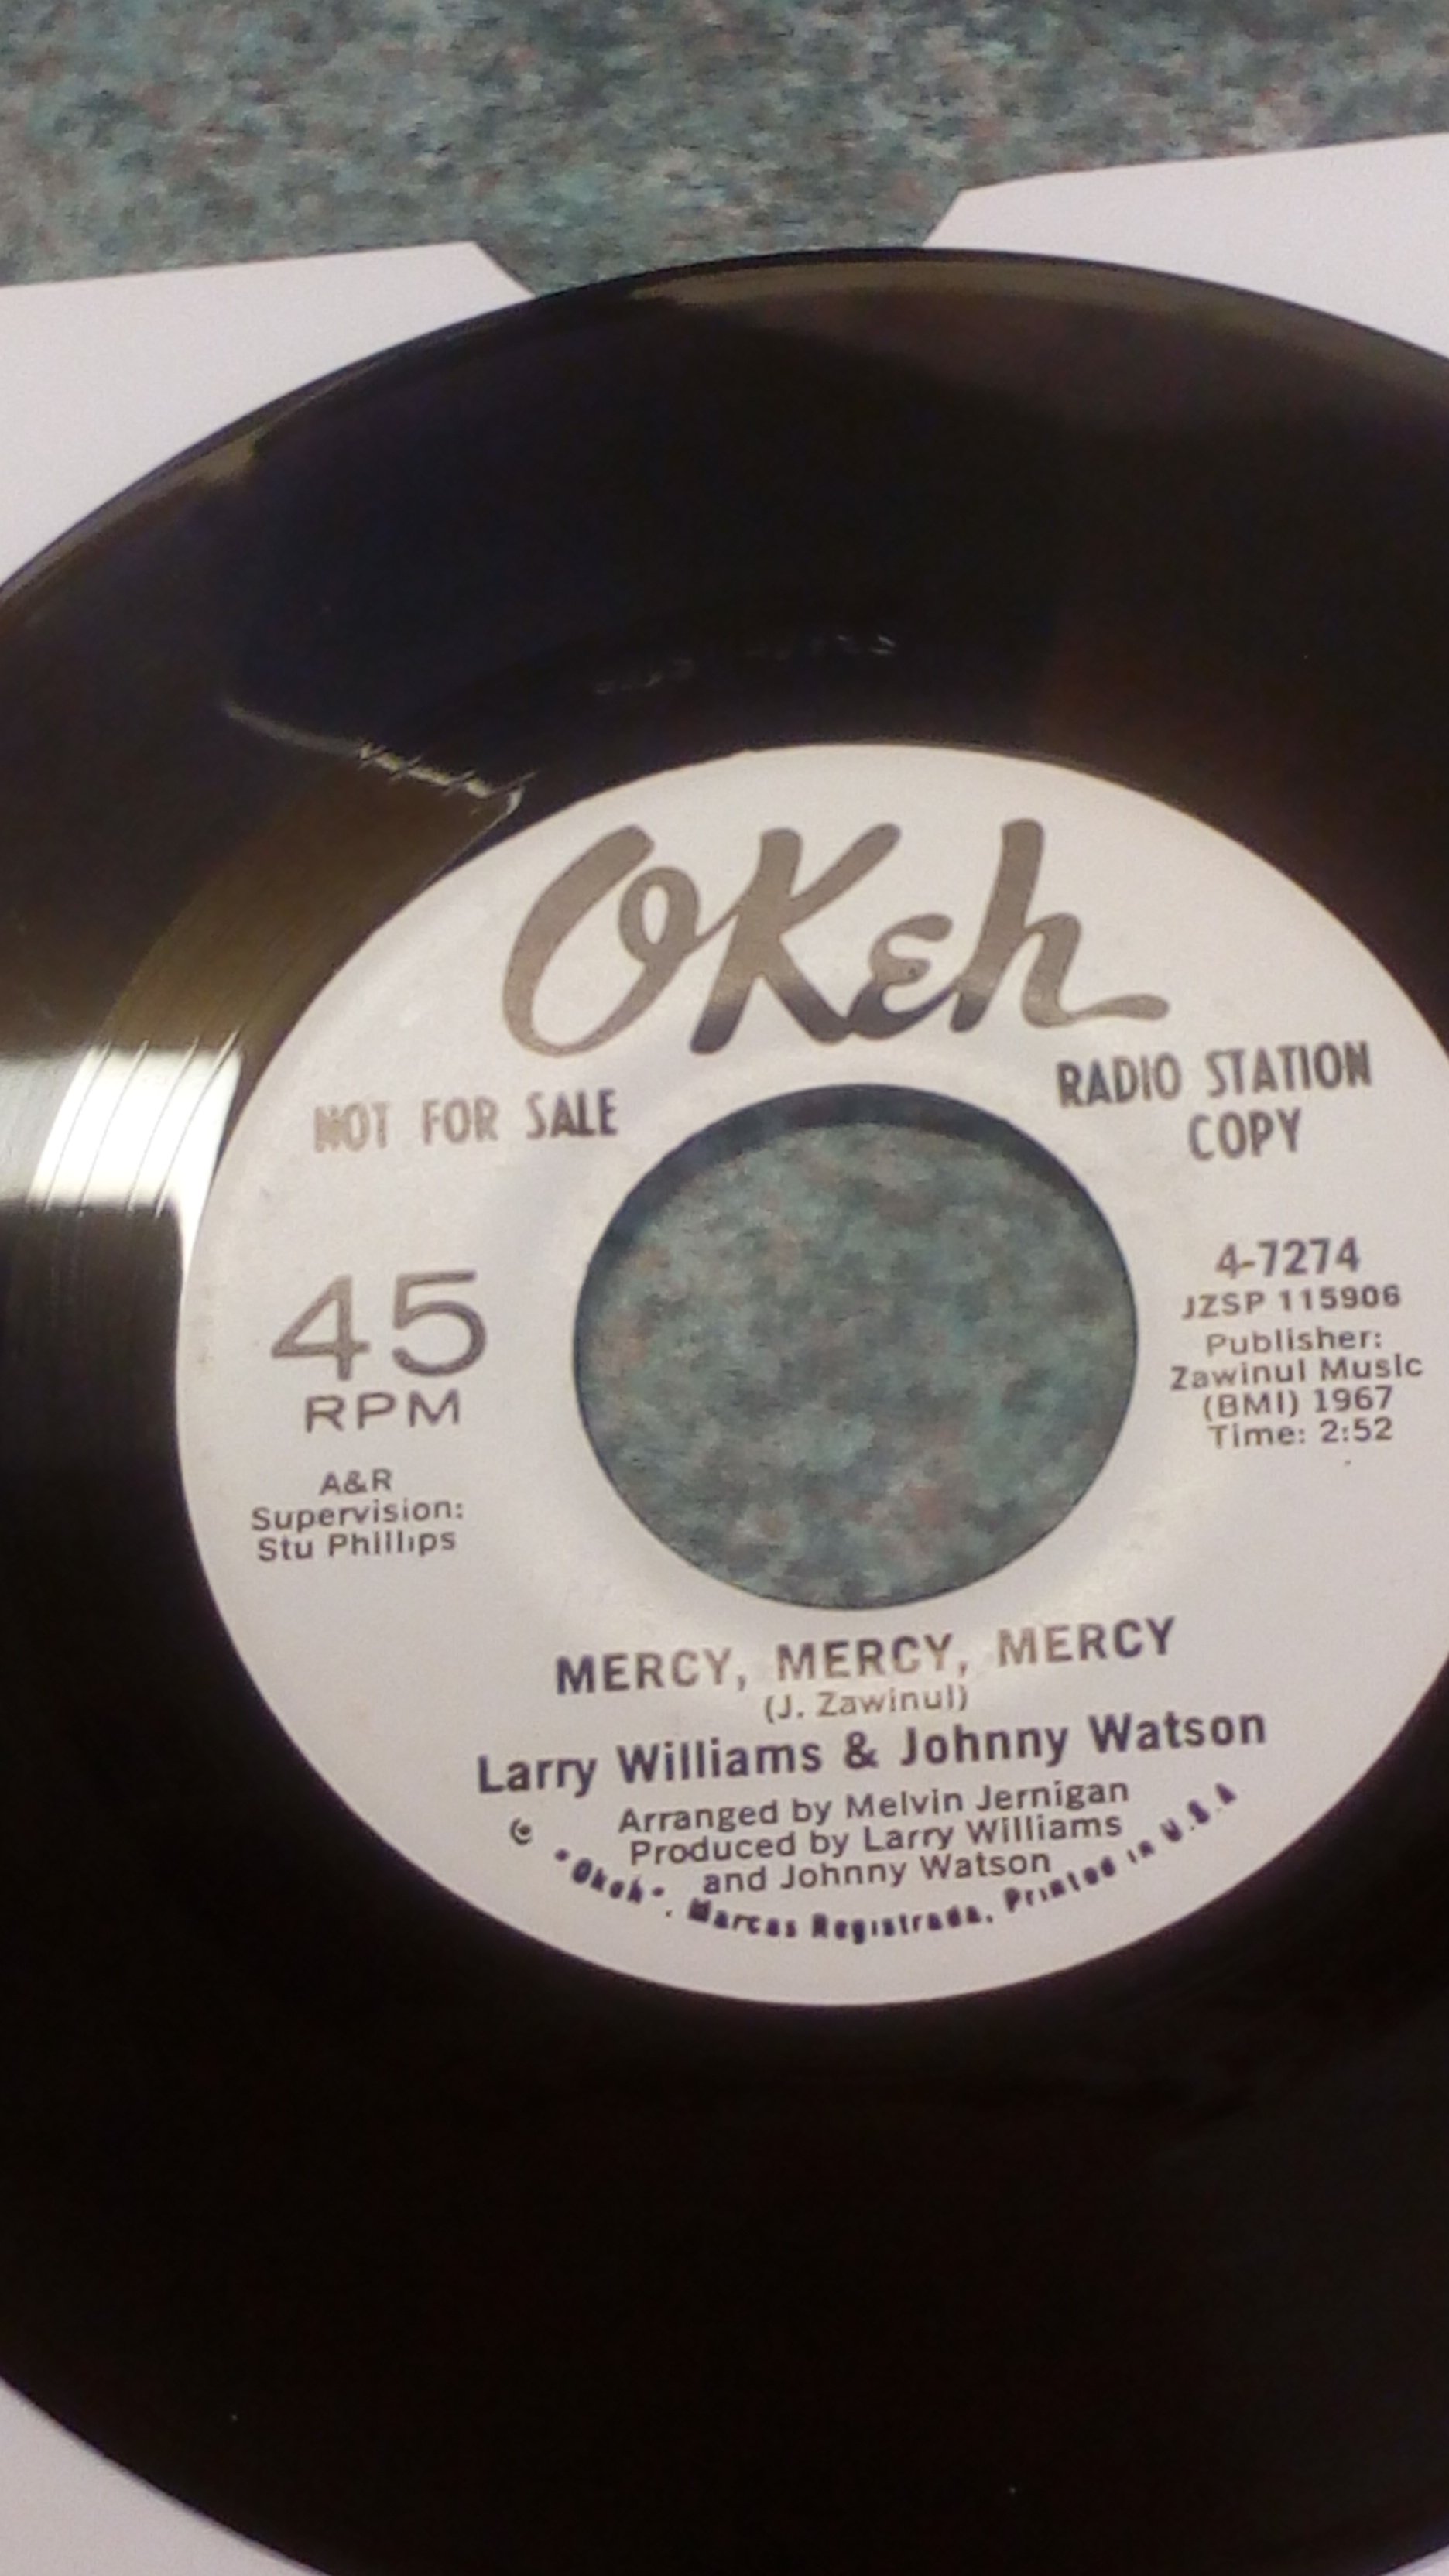 OKeh
NOT FOR SALE
RADIO STATION
COPY
45
RPM
A&R
Supervision:
Stu Phillips
4-7274
JZSP 115906
Publisher:
Zawinul Music
(BMI) 1967
Time: 2:52
MERCY, MERCY, MERCY
(J. Zawinul)
Larry Williams & Johnny Watson
Arranged by Melvin Jernigan
Produced by Larry Williams
and Johnny Watson
"Okeh", Marcas Registrada. Printed in U.S.A